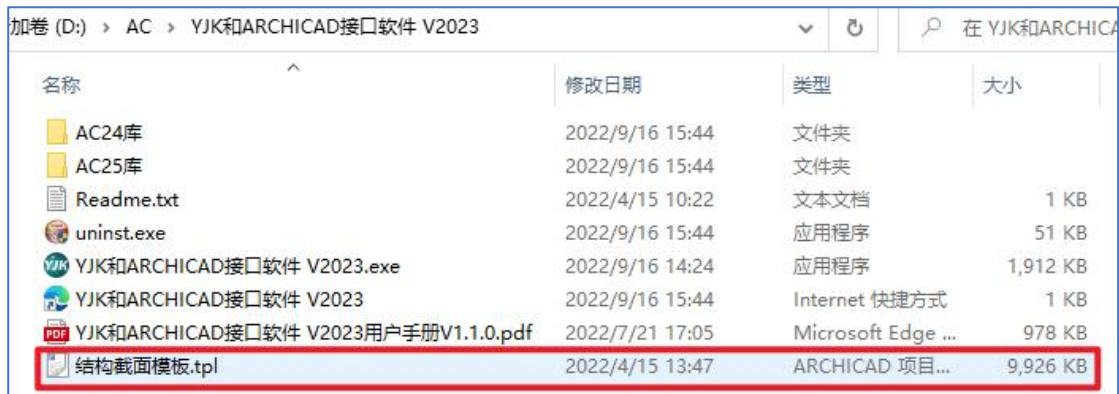 加卷 (D:) › AC › YJK和ARCHICAD接口软件 V2023 在 YJK和ARCHICA
名称 修改日期 类型 大小
AC24库 2022/9/16 15:44 文件夹
AC25库 2022/9/16 15:44 文件夹
Readme.txt 2022/4/15 10:22 文本文档 1 KB
uninst.exe 2022/9/16 15:44 应用程序 51 KB
YJK和ARCHICAD接口软件 V2023.exe 2022/9/16 14:24 应用程序 1,912 KB
YJK和ARCHICAD接口软件 V2023 2022/9/16 15:44 Internet 快捷方式 1 KB
PDF YJK和ARCHICAD接口软件 V2023用户手册V1.1.0.pdf 2022/7/21 17:05 Microsoft Edge ... 978 KB
结构截面模板.tpl 2022/4/15 13:47 ARCHICAD 项目... 9,926 KB